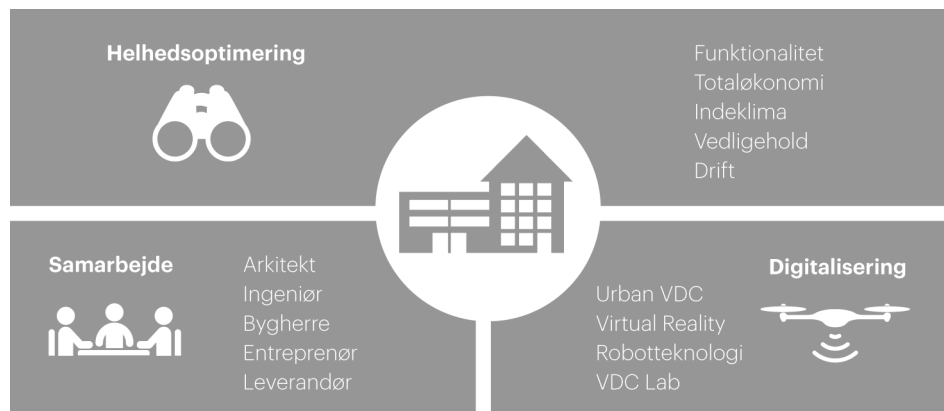 Helhedsoptimering
Funktionalitet
Totaløkonomi
Indeklima
Vedligehold
Drift
Samarbejde
Arkitekt
Ingeniør
Bygherre
Entreprenør
Leverandør
Digitalisering
Urban VDC
Virtual Reality
Robotteknologi
VDC Lab